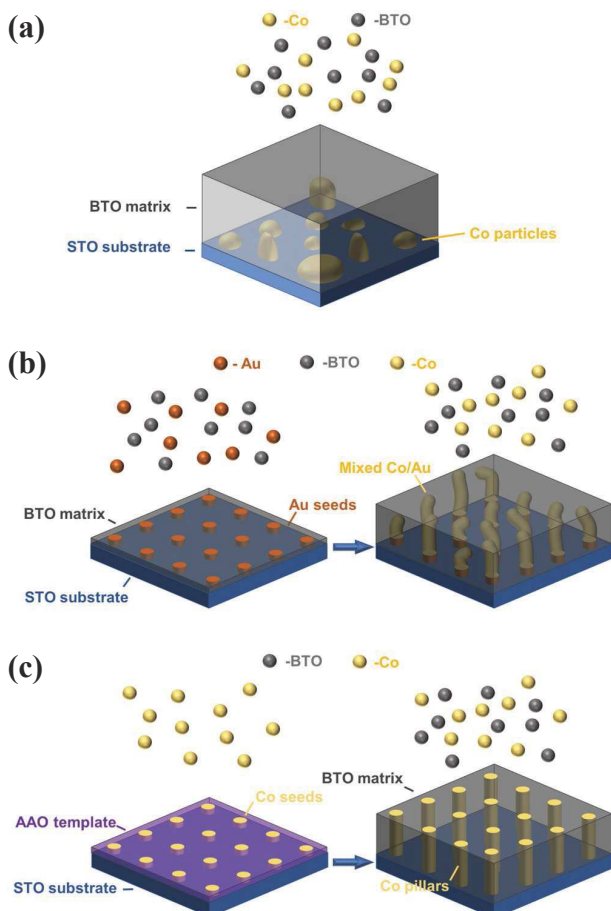 (a)
-Co
-BTO
BTO matrix
STO substrate
Co particles
(b)
- Au
-BTO
-Co
Mixed Co/Au
BTO matrix
Au seeds
STO substrate
(c)
-BTO
-Co
BTO matrix
Co seeds
AAO template
STO substrate
Co pillars